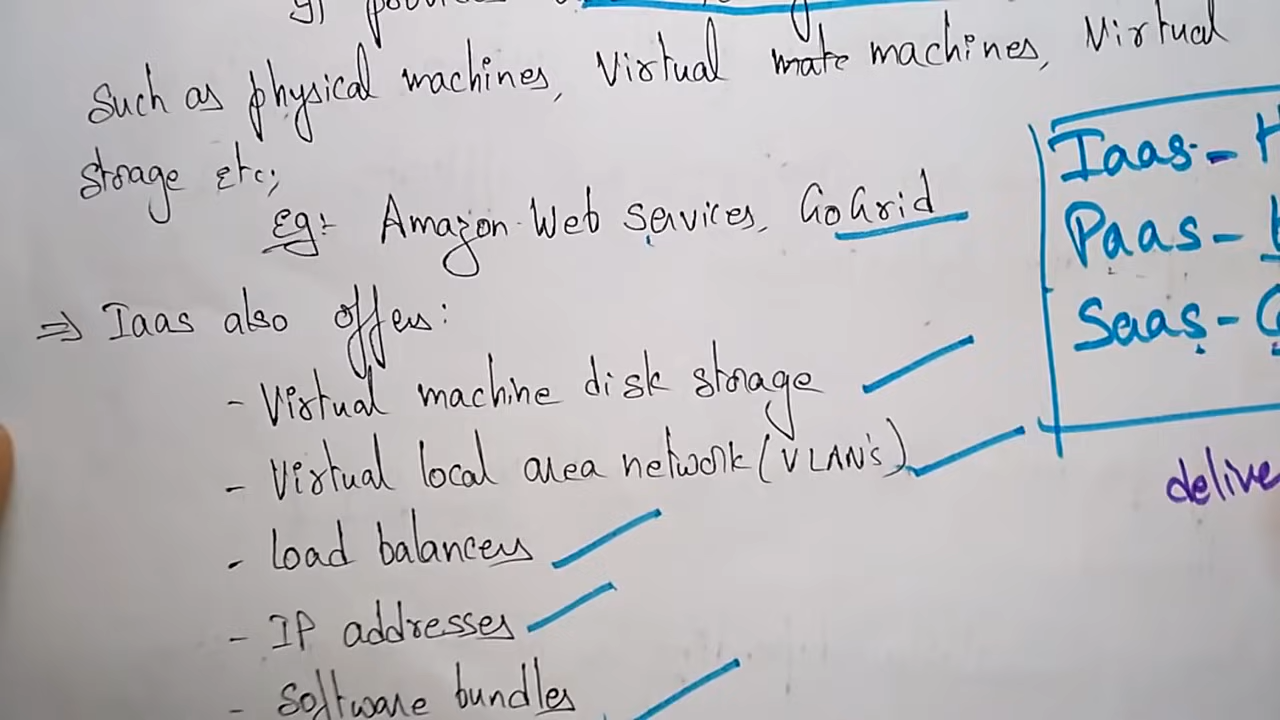 such as physical machines, Virtual mate machines, Virtual
storage etc;
Eg:- Amazon Web services, GoGrid
⇒ Iaas also offers:
- Virtual machine disk storage
- Virtual local area network (VLAN's)
- Load balancers
- IP addresses
- Software bundles
Iaas - H
Paas -
Saas -
delive